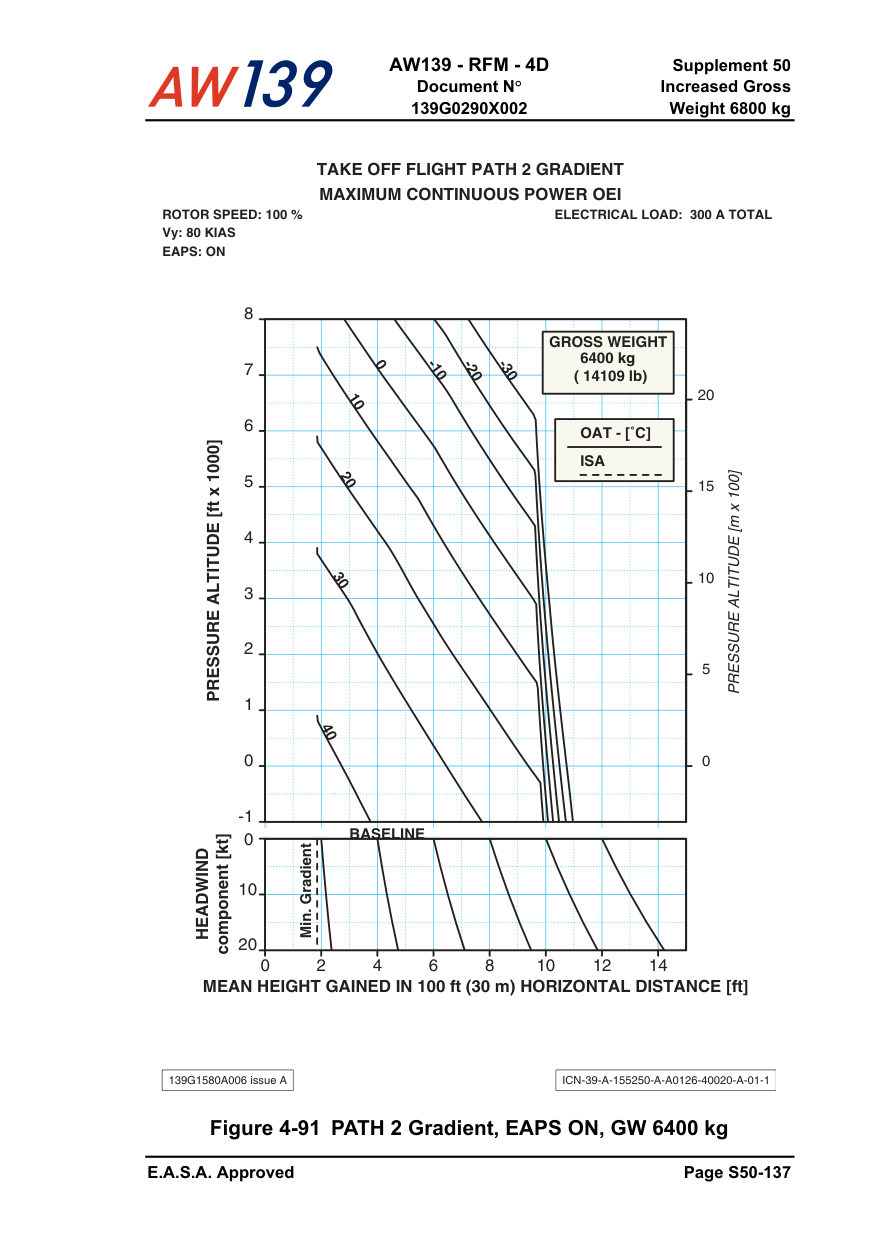 AW139
AW139 - RFM - 4D
Document N°
139G0290X002
Supplement 50
Increased Gross
Weight 6800 kg
TAKE OFF FLIGHT PATH 2 GRADIENT
MAXIMUM CONTINUOUS POWER OEI
ROTOR SPEED: 100 %
ELECTRICAL LOAD: 300 A TOTAL
Vy: 80 KIAS
EAPS: ON
GROSS WEIGHT
6400 kg
( 14109 lb)
OAT - [˚C]
ISA
PRESSURE ALTITUDE [ft x 1000]
8
7
6
5
4
3
2
1
0
-1
40
30
20
10
0
-10
-20
-30
20
15
10
5
0
PRESSURE ALTITUDE [m x 100]
BASELINE
HEADWIND
component [kt]
0
10
20
Min. Gradient
0 2 4 6 8 10 12 14
MEAN HEIGHT GAINED IN 100 ft (30 m) HORIZONTAL DISTANCE [ft]
139G1580A006 issue A
ICN-39-A-155250-A-A0126-40020-A-01-1
Figure 4-91 PATH 2 Gradient, EAPS ON, GW 6400 kg
E.A.S.A. Approved
Page S50-137